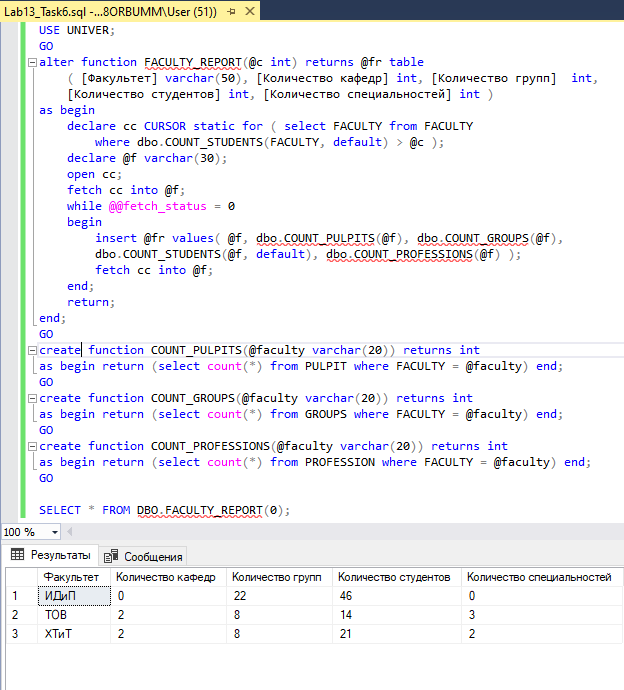 Lab13_Task6.sql -...8ORBUMM\User (51))
USE UNIVER;
GO
alter function FACULTY_REPORT(@c int) returns @fr table
( [Факультет] varchar(50), [Количество кафедр] int, [Количество групп]  int,
[Количество студентов] int, [Количество специальностей] int )
as begin
declare cc CURSOR static for ( select FACULTY from FACULTY
where dbo.COUNT_STUDENTS(FACULTY, default) > @c );
declare @f varchar(30);
open cc;
fetch cc into @f;
while @@fetch_status = 0
begin
insert @fr values( @f, dbo.COUNT_PULPITS(@f), dbo.COUNT_GROUPS(@f),
dbo.COUNT_STUDENTS(@f, default), dbo.COUNT_PROFESSIONS(@f) );
fetch cc into @f;
end;
return;
end;
GO
create function COUNT_PULPITS(@faculty varchar(20)) returns int
as begin return (select count(*) from PULPIT where FACULTY = @faculty) end;
GO
create function COUNT_GROUPS(@faculty varchar(20)) returns int
as begin return (select count(*) from GROUPS where FACULTY = @faculty) end;
GO
create function COUNT_PROFESSIONS(@faculty varchar(20)) returns int
as begin return (select count(*) from PROFESSION where FACULTY = @faculty) end;
GO
SELECT * FROM DBO.FACULTY_REPORT(0);
100 %
Результаты Сообщения
Факультет Количество кафедр Количество групп Количество студентов Количество специальностей
1 ИДиП 0 22 46 0
2 ТОВ 2 8 14 3
3 ХТиТ 2 8 21 2